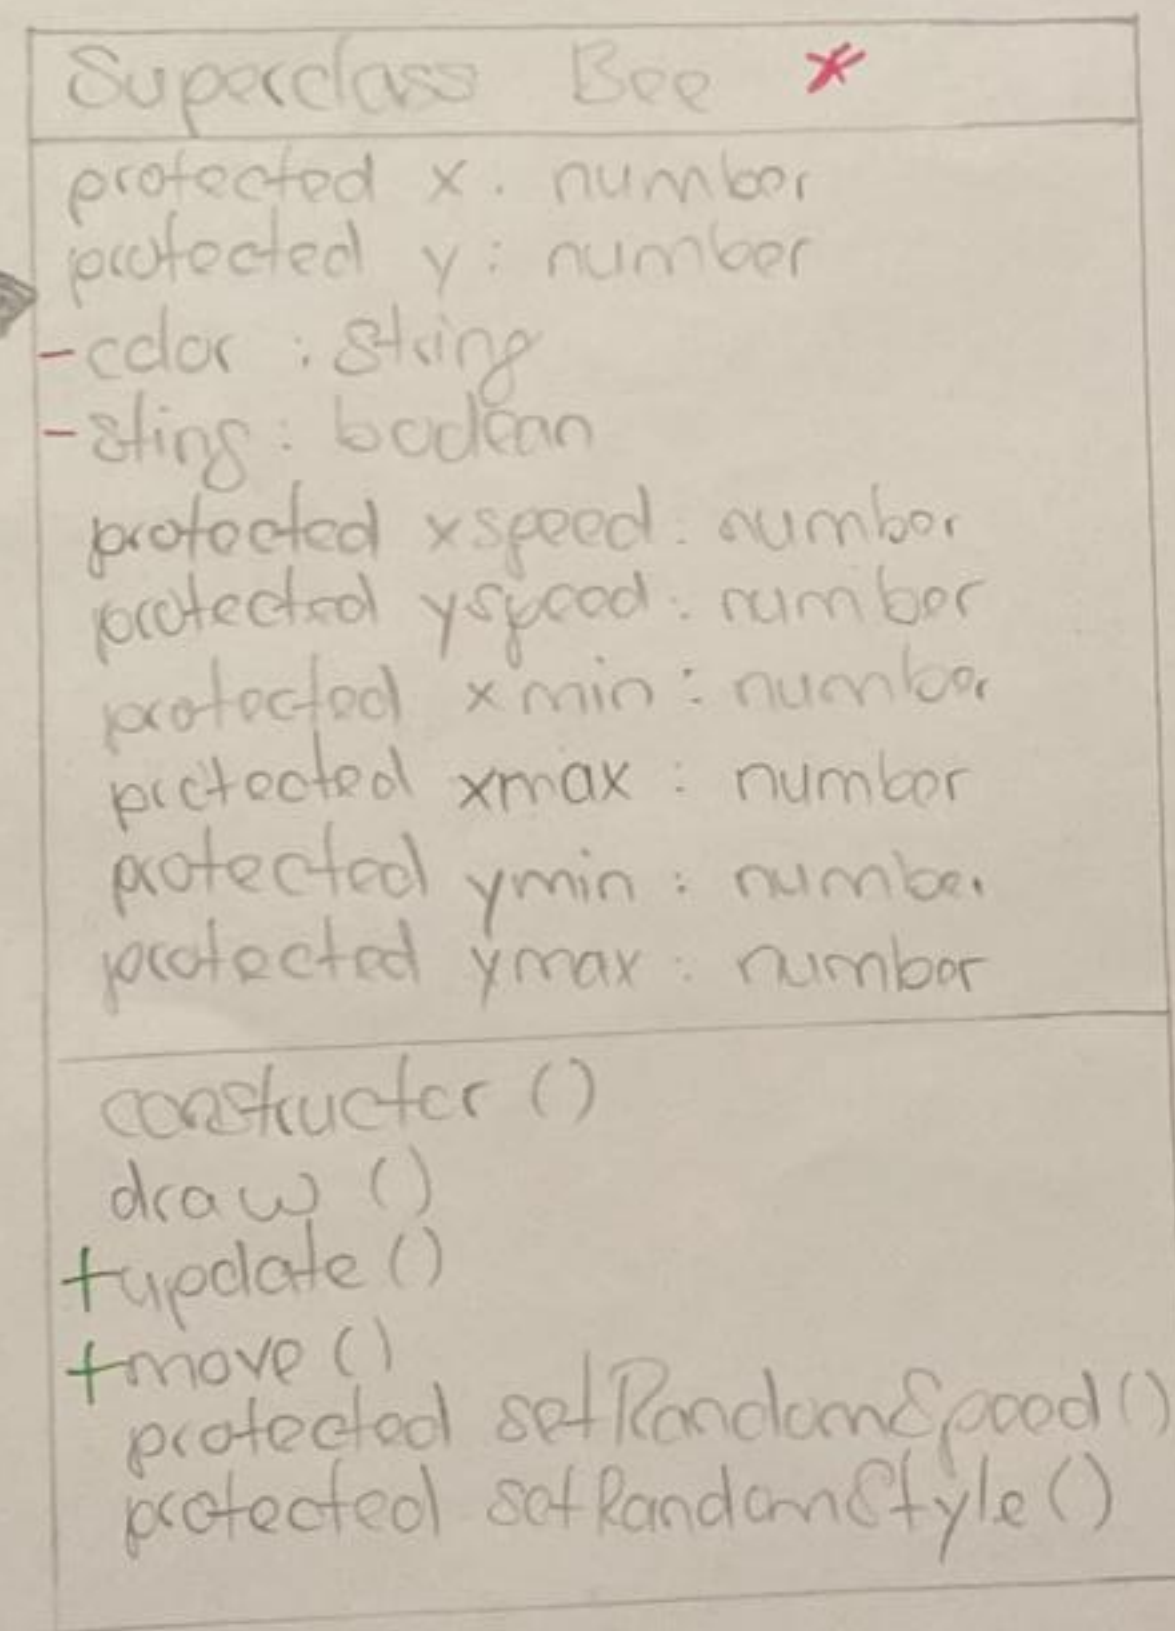 Superclass Bee *
protected x : number
protected y : number
- color : string
- sting : boolean
protected xspeed : number
protected yspeed : number
protected xmin : number
protected xmax : number
protected ymin : number
protected ymax : number
constructor ()
draw ()
+ update ()
+ move ()
protected setRandomSpeed ()
protected setRandomStyle ()